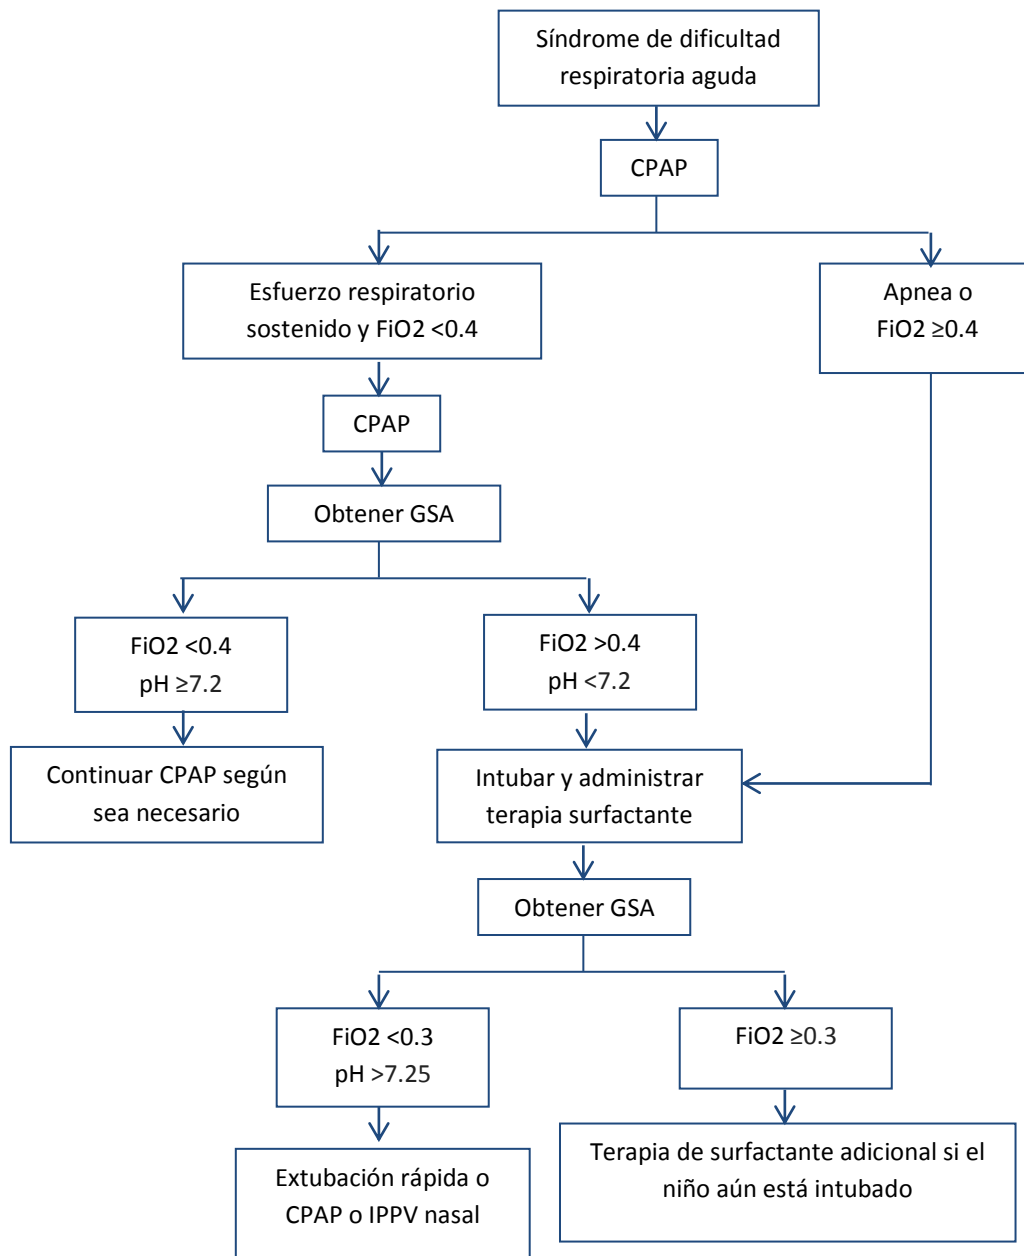 Síndrome de dificultad
respiratoria aguda
CPAP
Esfuerzo respiratorio
sostenido y FiO2 <0.4
Apnea o
FiO2 ≥0.4
CPAP
Obtener GSA
FiO2 <0.4
pH ≥7.2
FiO2 >0.4
pH <7.2
Continuar CPAP según
sea necesario
Intubar y administrar
terapia surfactante
Obtener GSA
FiO2 <0.3
pH >7.25
FiO2 ≥0.3
Extubación rápida o
CPAP o IPPV nasal
Terapia de surfactante adicional si el
niño aún está intubado